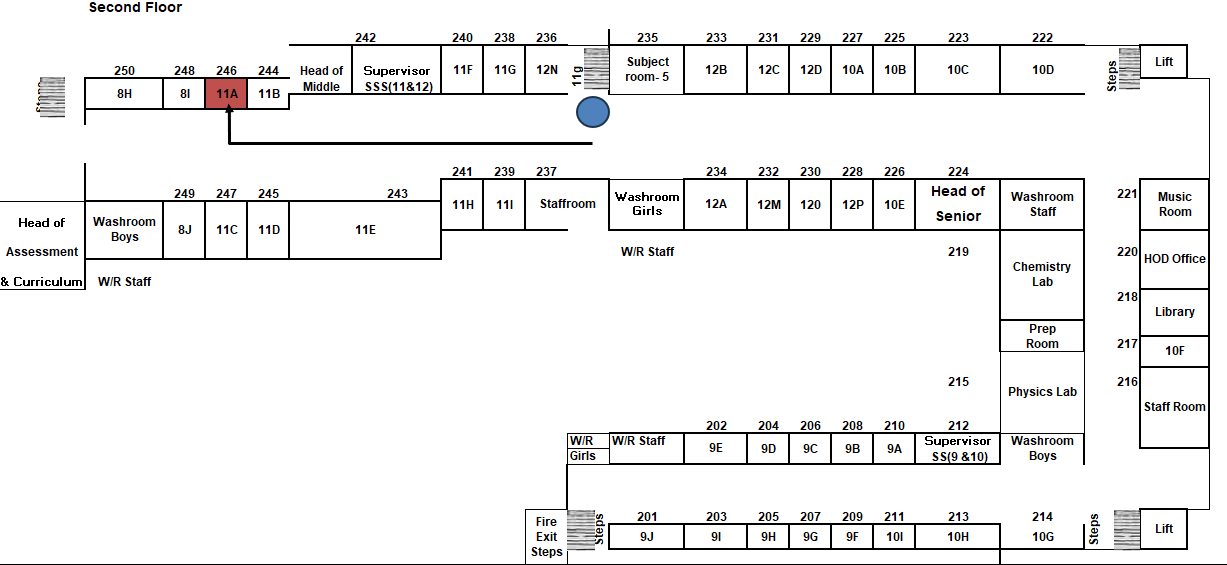 Second Floor
242
240
238
236
235
233
231
229
227
225
223
222
250
248
246
244
Head of
Middle
Supervisor
SSS(11&12)
11F
11G
12N
11g
Subject
room- 5
12B
12C
12D
10A
10B
10C
10D
Steps
Lift
8H
8I
11A
11B
241
239
237
234
232
230
228
226
224
249
247
245
243
11H
11I
Staffroom
Washroom
Girls
12A
12M
120
12P
10E
Head of
Senior
Washroom
Staff
221
Music
Room
Head of
Assessment
& Curriculum
Washroom
Boys
8J
11C
11D
11E
W/R Staff
W/R Staff
219
Chemistry
Lab
220
HOD Office
218
Library
Prep
Room
217
10F
215
Physics Lab
216
Staff Room
202
204
206
208
210
212
W/R
Girls
W/R Staff
9E
9D
9C
9B
9A
Supervisor
SS(9 &10)
Washroom
Boys
201
203
205
207
209
211
213
214
Fire
Exit
Steps
Steps
9J
9I
9H
9G
9F
10I
10H
10G
Steps
Lift